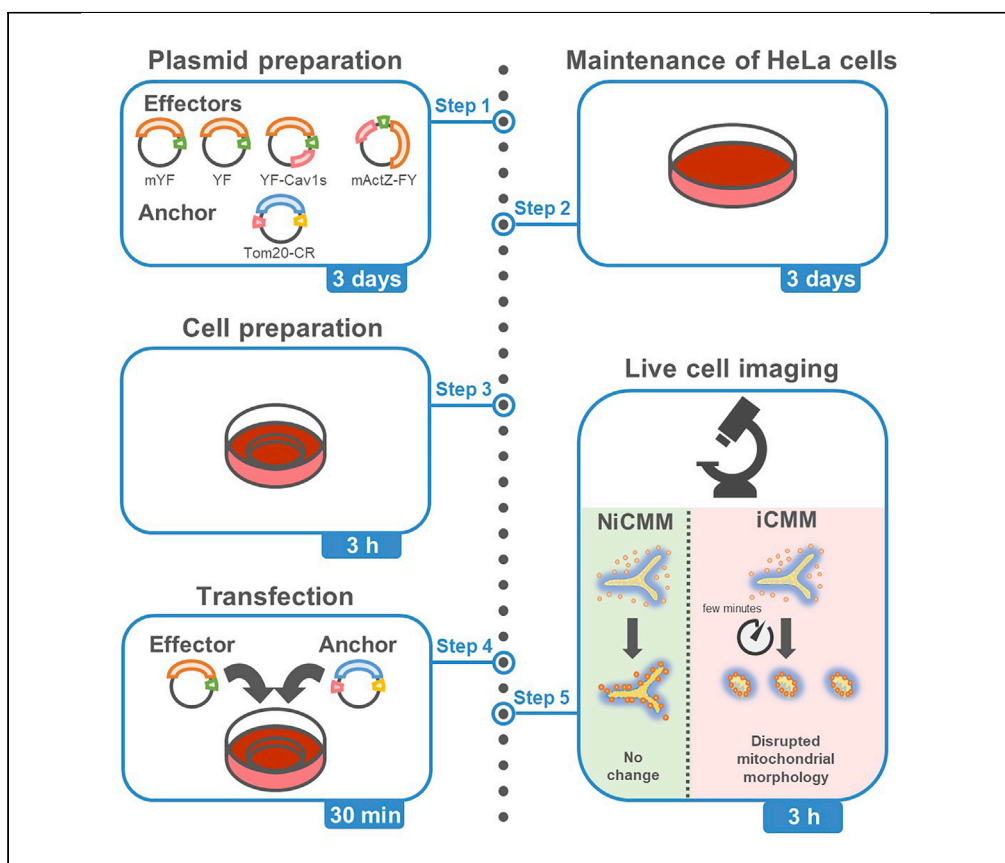 Plasmid preparation
Effectors
mYF
YF
YF-Cav1s
mActZ-FY
Anchor
Tom20-CR
3 days
Step 1
Maintenance of HeLa cells
3 days
Step 2
Cell preparation
3 h
Step 3
Transfection
Effector
Anchor
30 min
Step 4
Step 5
Live cell imaging
NiCMM
iCMM
few minutes
No
change
Disrupted
mitochondrial
morphology
3 h